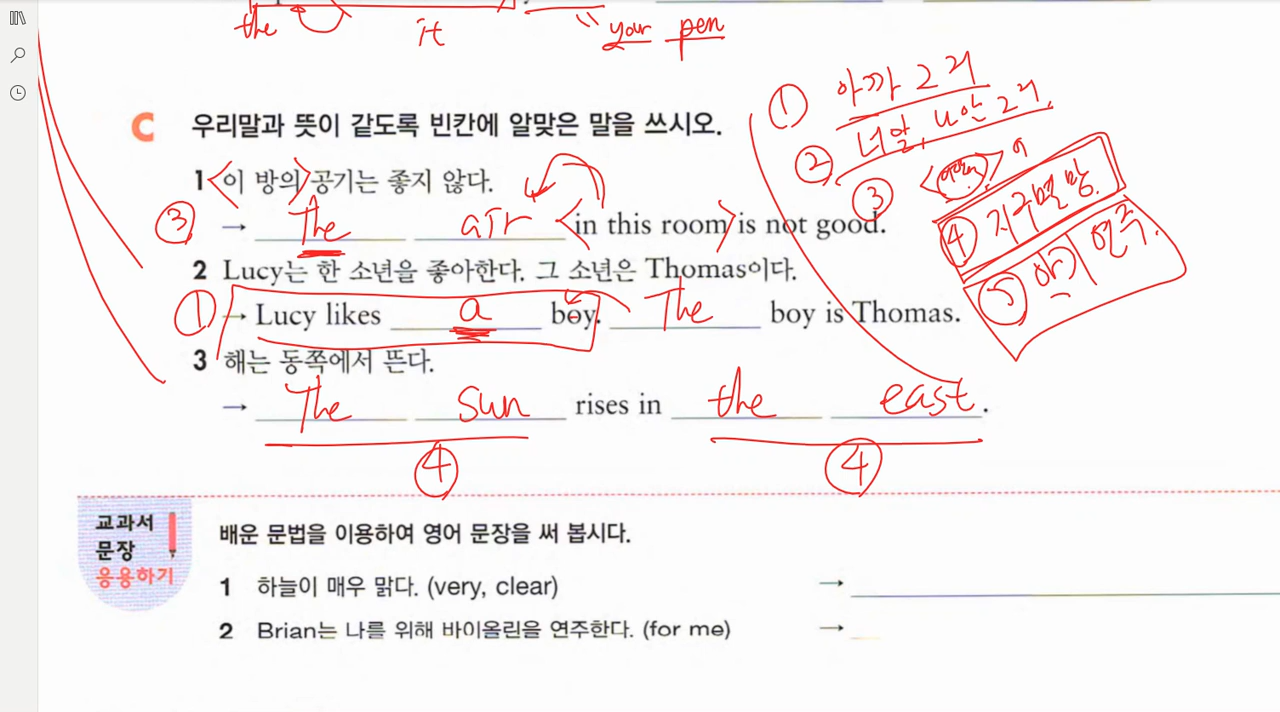 the it your pen
① 아까 그거
② 너알, 나안 그거
③
④ 지구별방.
⑤ 악기 연주.
C 우리말과 뜻이 같도록 빈칸에 알맞은 말을 쓰시오.
1 <이 방의> 공기는 좋지 않다.
③ → The air <in this room> is not good.
2 Lucy는 한 소년을 좋아한다. 그 소년은 Thomas이다.
① → Lucy likes a boy. The boy is Thomas.
3 해는 동쪽에서 뜬다.
→ The sun rises in the east.
④ ④
교과서
문장
응용하기
배운 문법을 이용하여 영어 문장을 써 봅시다.
1 하늘이 매우 맑다. (very, clear) →
2 Brian는 나를 위해 바이올린을 연주한다. (for me) →